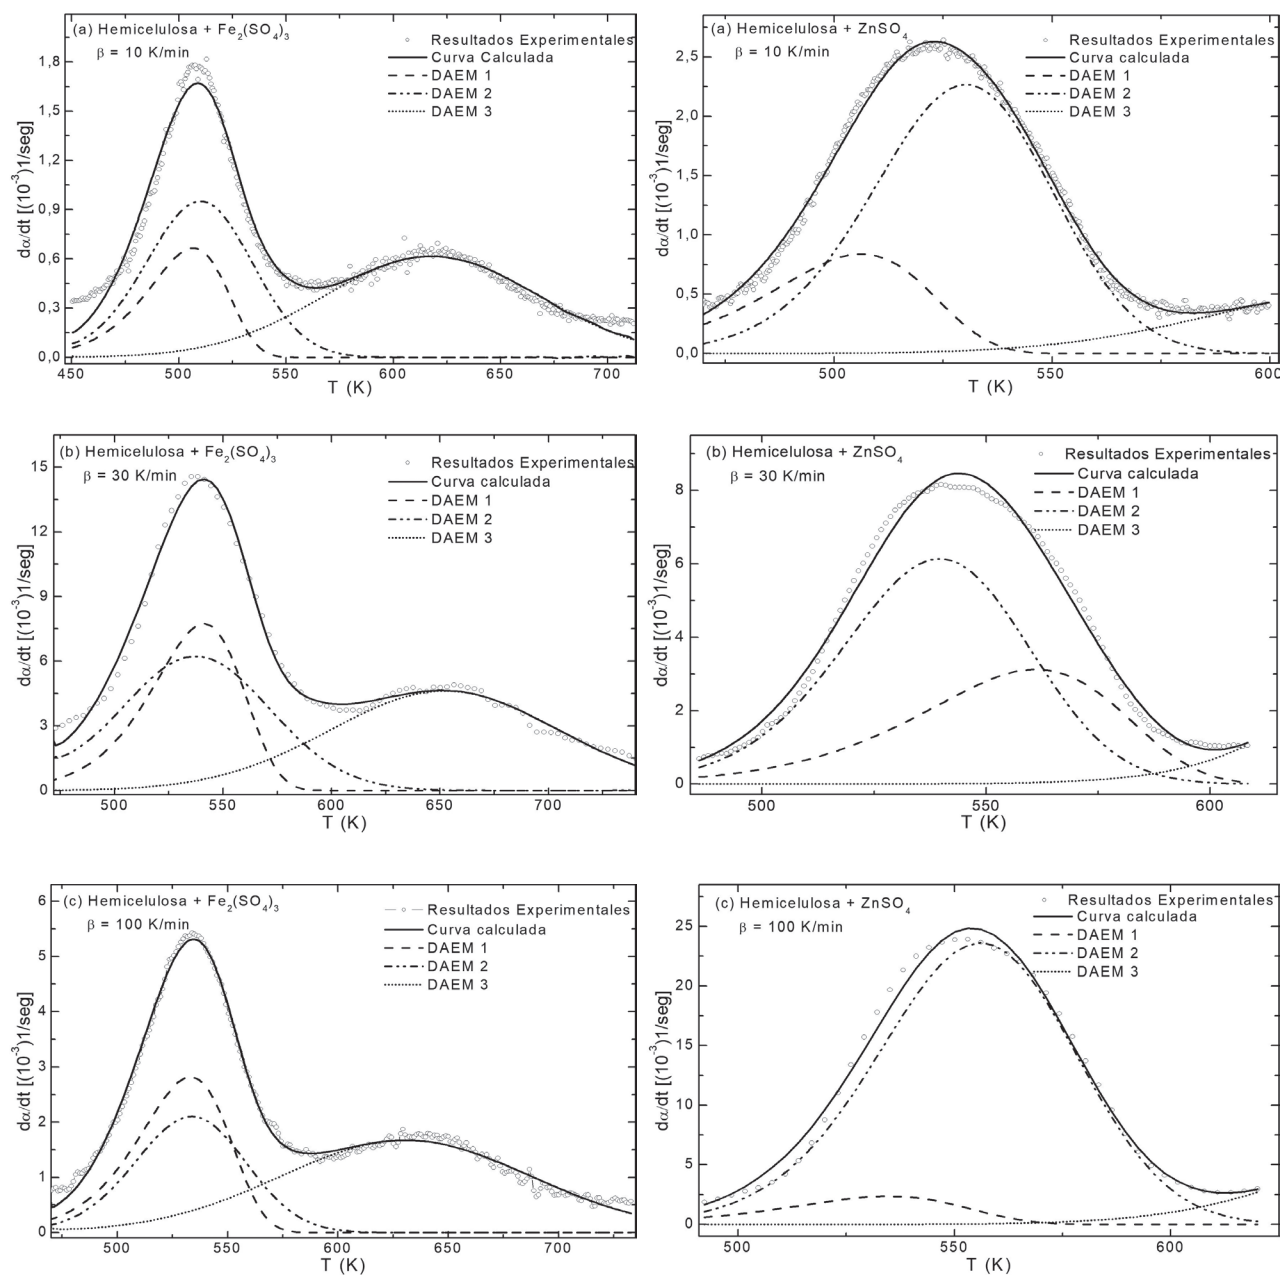 (a) Hemicelulosa + Fe₂(SO₄)₃
β = 10 K/min
Resultados Experimentales
Curva Calculada
DAEM 1
DAEM 2
DAEM 3
dα/dt [(10⁻³)1/seg]
1,8
1,5
1,2
0,9
0,6
0,3
0,0
450 500 550 600 650 700
T (K)
(a) Hemicelulosa + ZnSO₄
β = 10 K/min
Resultados Experimentales
Curva calculada
DAEM 1
DAEM 2
DAEM 3
dα/dt [(10⁻³)1/seg]
2,5
2,0
1,5
1,0
0,5
0,0
500 550 600
T (K)
(b) Hemicelulosa + Fe₂(SO₄)₃
β = 30 K/min
Resultados Experimentales
Curva calculada
DAEM 1
DAEM 2
DAEM 3
dα/dt [(10⁻³)1/seg]
15
12
9
6
3
0
500 550 600 650 700
T (K)
(b) Hemicelulosa + ZnSO₄
β = 30 K/min
Resultados Experimentales
Curva calculada
DAEM 1
DAEM 2
DAEM 3
dα/dt [(10⁻³)1/seg]
8
6
4
2
0
500 550 600
T (K)
(c) Hemicelulosa + Fe₂(SO₄)₃
β = 100 K/min
Resultados Experimentales
Curva calculada
DAEM 1
DAEM 2
DAEM 3
dα/dt [(10⁻³)1/seg]
6
5
4
3
2
1
0
500 550 600 650 700
T (K)
(c) Hemicelulosa + ZnSO₄
β = 100 K/min
Resultados Experimentales
Curva calculada
DAEM 1
DAEM 2
DAEM 3
dα/dt [(10⁻³)1/seg]
25
20
15
10
5
0
500 550 600
T (K)